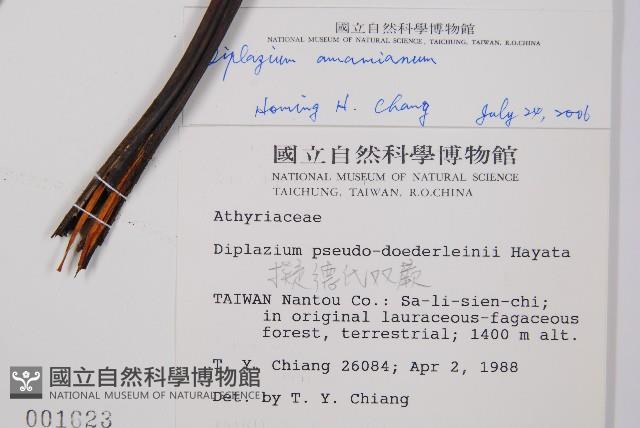 國立自然科學博物館
NATIONAL MUSEUM OF NATURAL SCIENCE, TAICHUNG, TAIWAN, R.O.CHINA
Diplazium amamianum
Homing H. Chang July 24, 2006
國立自然科學博物館
NATIONAL MUSEUM OF NATURAL SCIENCE
TAICHUNG, TAIWAN, R.O.CHINA
Athyriaceae
Diplazium pseudo-doederleinii Hayata
擬德氏双蕨
TAIWAN Nantou Co.: Sa-li-sien-chi;
in original lauraceous-fagaceous
forest, terrestrial; 1400 m alt.
T. Y. Chiang 26084; Apr 2, 1988
Det. by T. Y. Chiang
國立自然科學博物館
NATIONAL MUSEUM OF NATURAL SCIENCE
001623